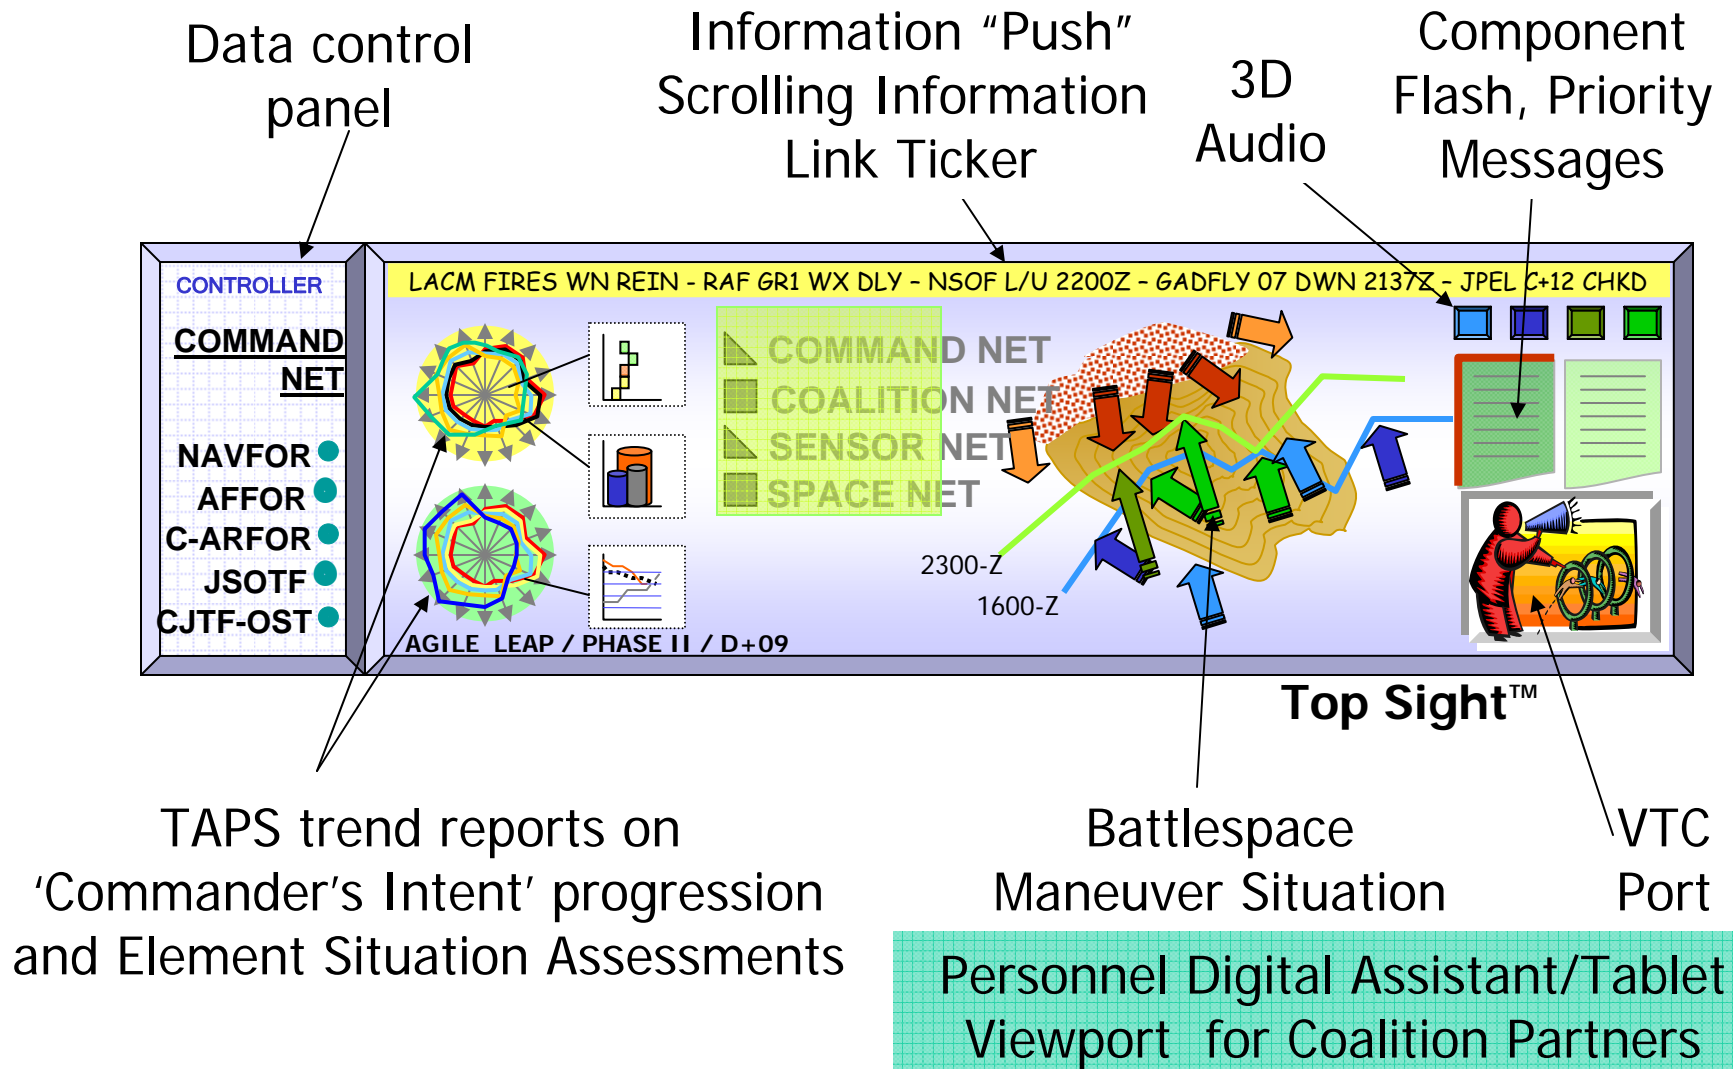 Data control
panel
Information “Push”
Scrolling Information
Link Ticker
3D
Audio
Component
Flash, Priority
Messages
CONTROLLER
COMMAND
NET
NAVFOR
AFFOR
C-ARFOR
JSOTF
CJTF-OST
LACM FIRES WN REIN - RAF GR1 WX DLY – NSOF L/U 2200Z – GADFLY 07 DWN 2137Z – JPEL C+12 CHKD
COMMAND NET
COALITION NET
SENSOR NET
SPACE NET
2300-Z
1600-Z
AGILE LEAP / PHASE II / D+09
Top Sight™
TAPS trend reports on
‘Commander’s Intent’ progression
and Element Situation Assessments
Battlespace
Maneuver Situation
VTC
Port
Personnel Digital Assistant/Tablet
Viewport for Coalition Partners